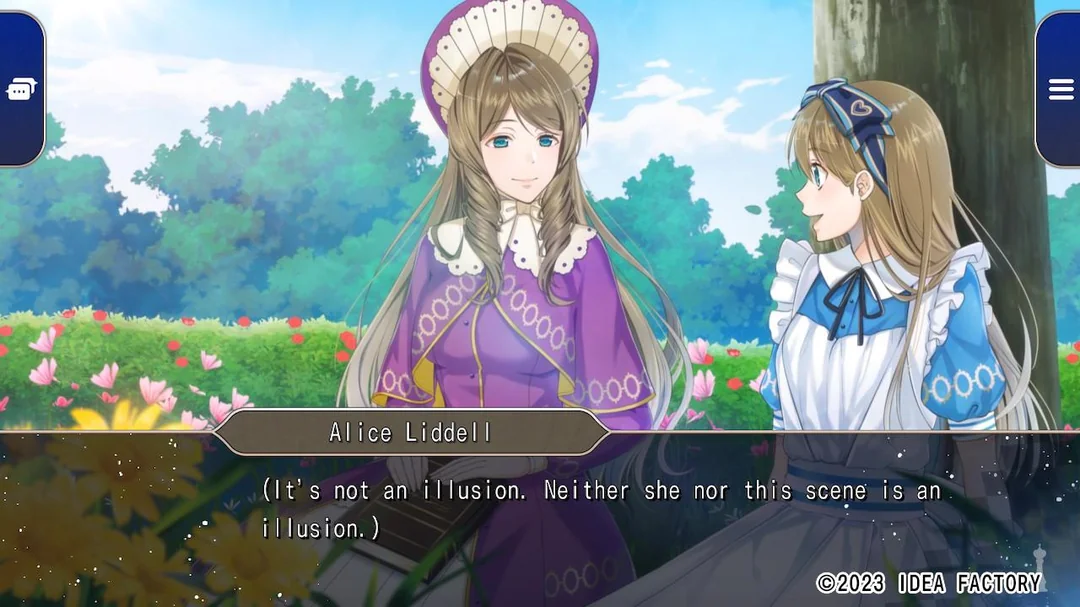 Alice Liddell
(It's not an illusion. Neither she nor this scene is an
illusion.)
©2023 IDEA FACTORY